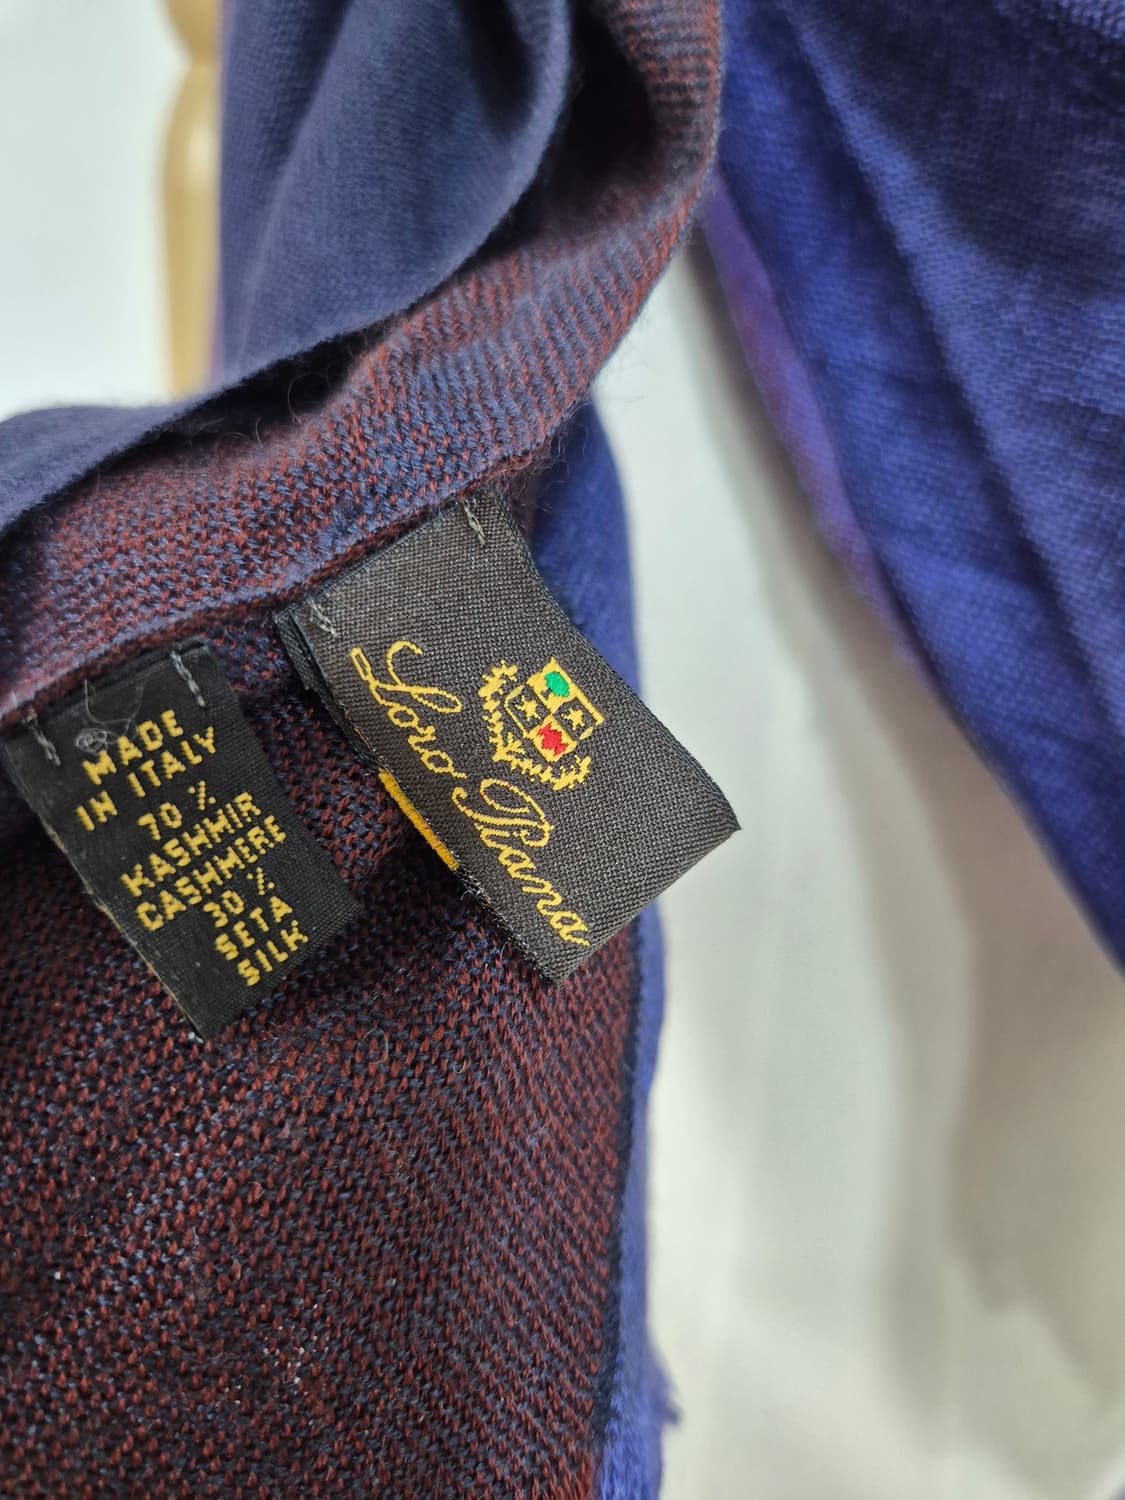 MADE
IN ITALY
70 %
KASHMIR
CASHMERE
30 %
SETA
SILK
Loro Piana